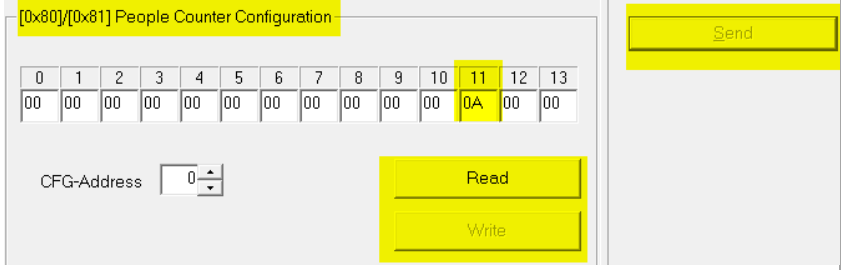 [0x80]/[0x81] People Counter Configuration
Send
0 1 2 3 4 5 6 7 8 9 10 11 12 13
00 00 00 00 00 00 00 00 00 00 00 0A 00 00
CFG-Address 0 Read
Write